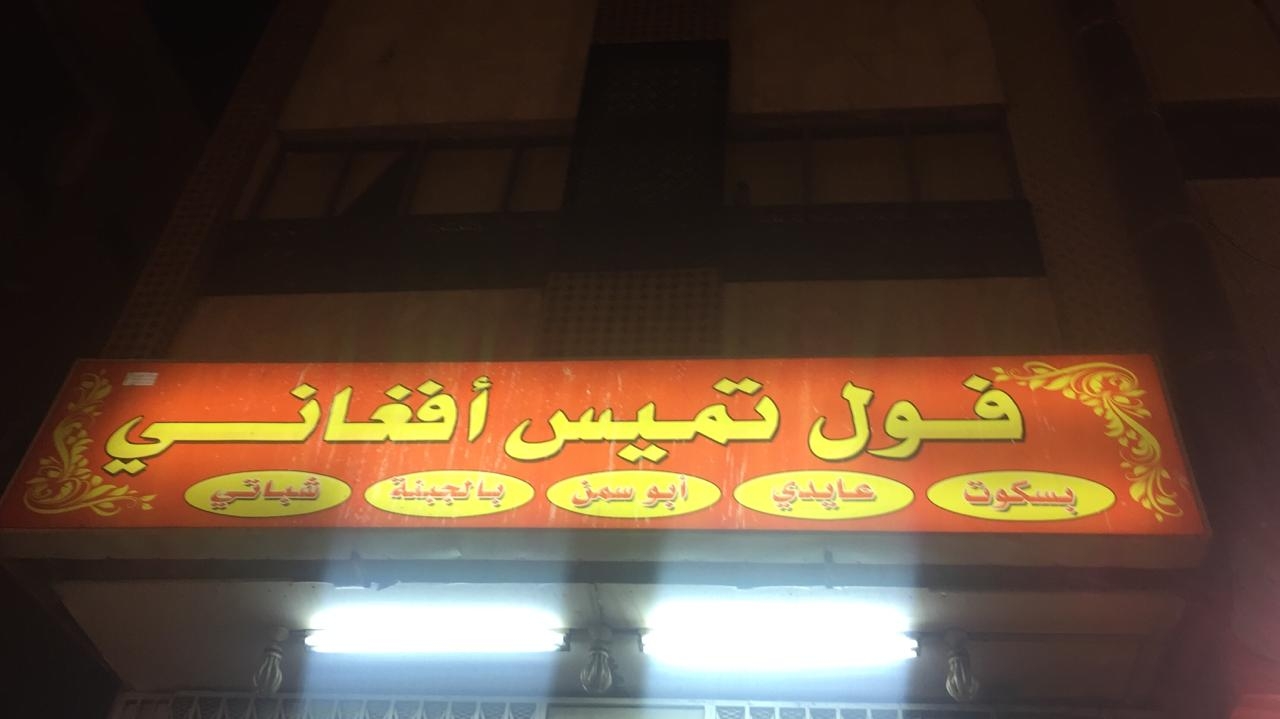 فول تميس أفغاني
بسكوت عايدي أبو سمن بالجبنة شباتي